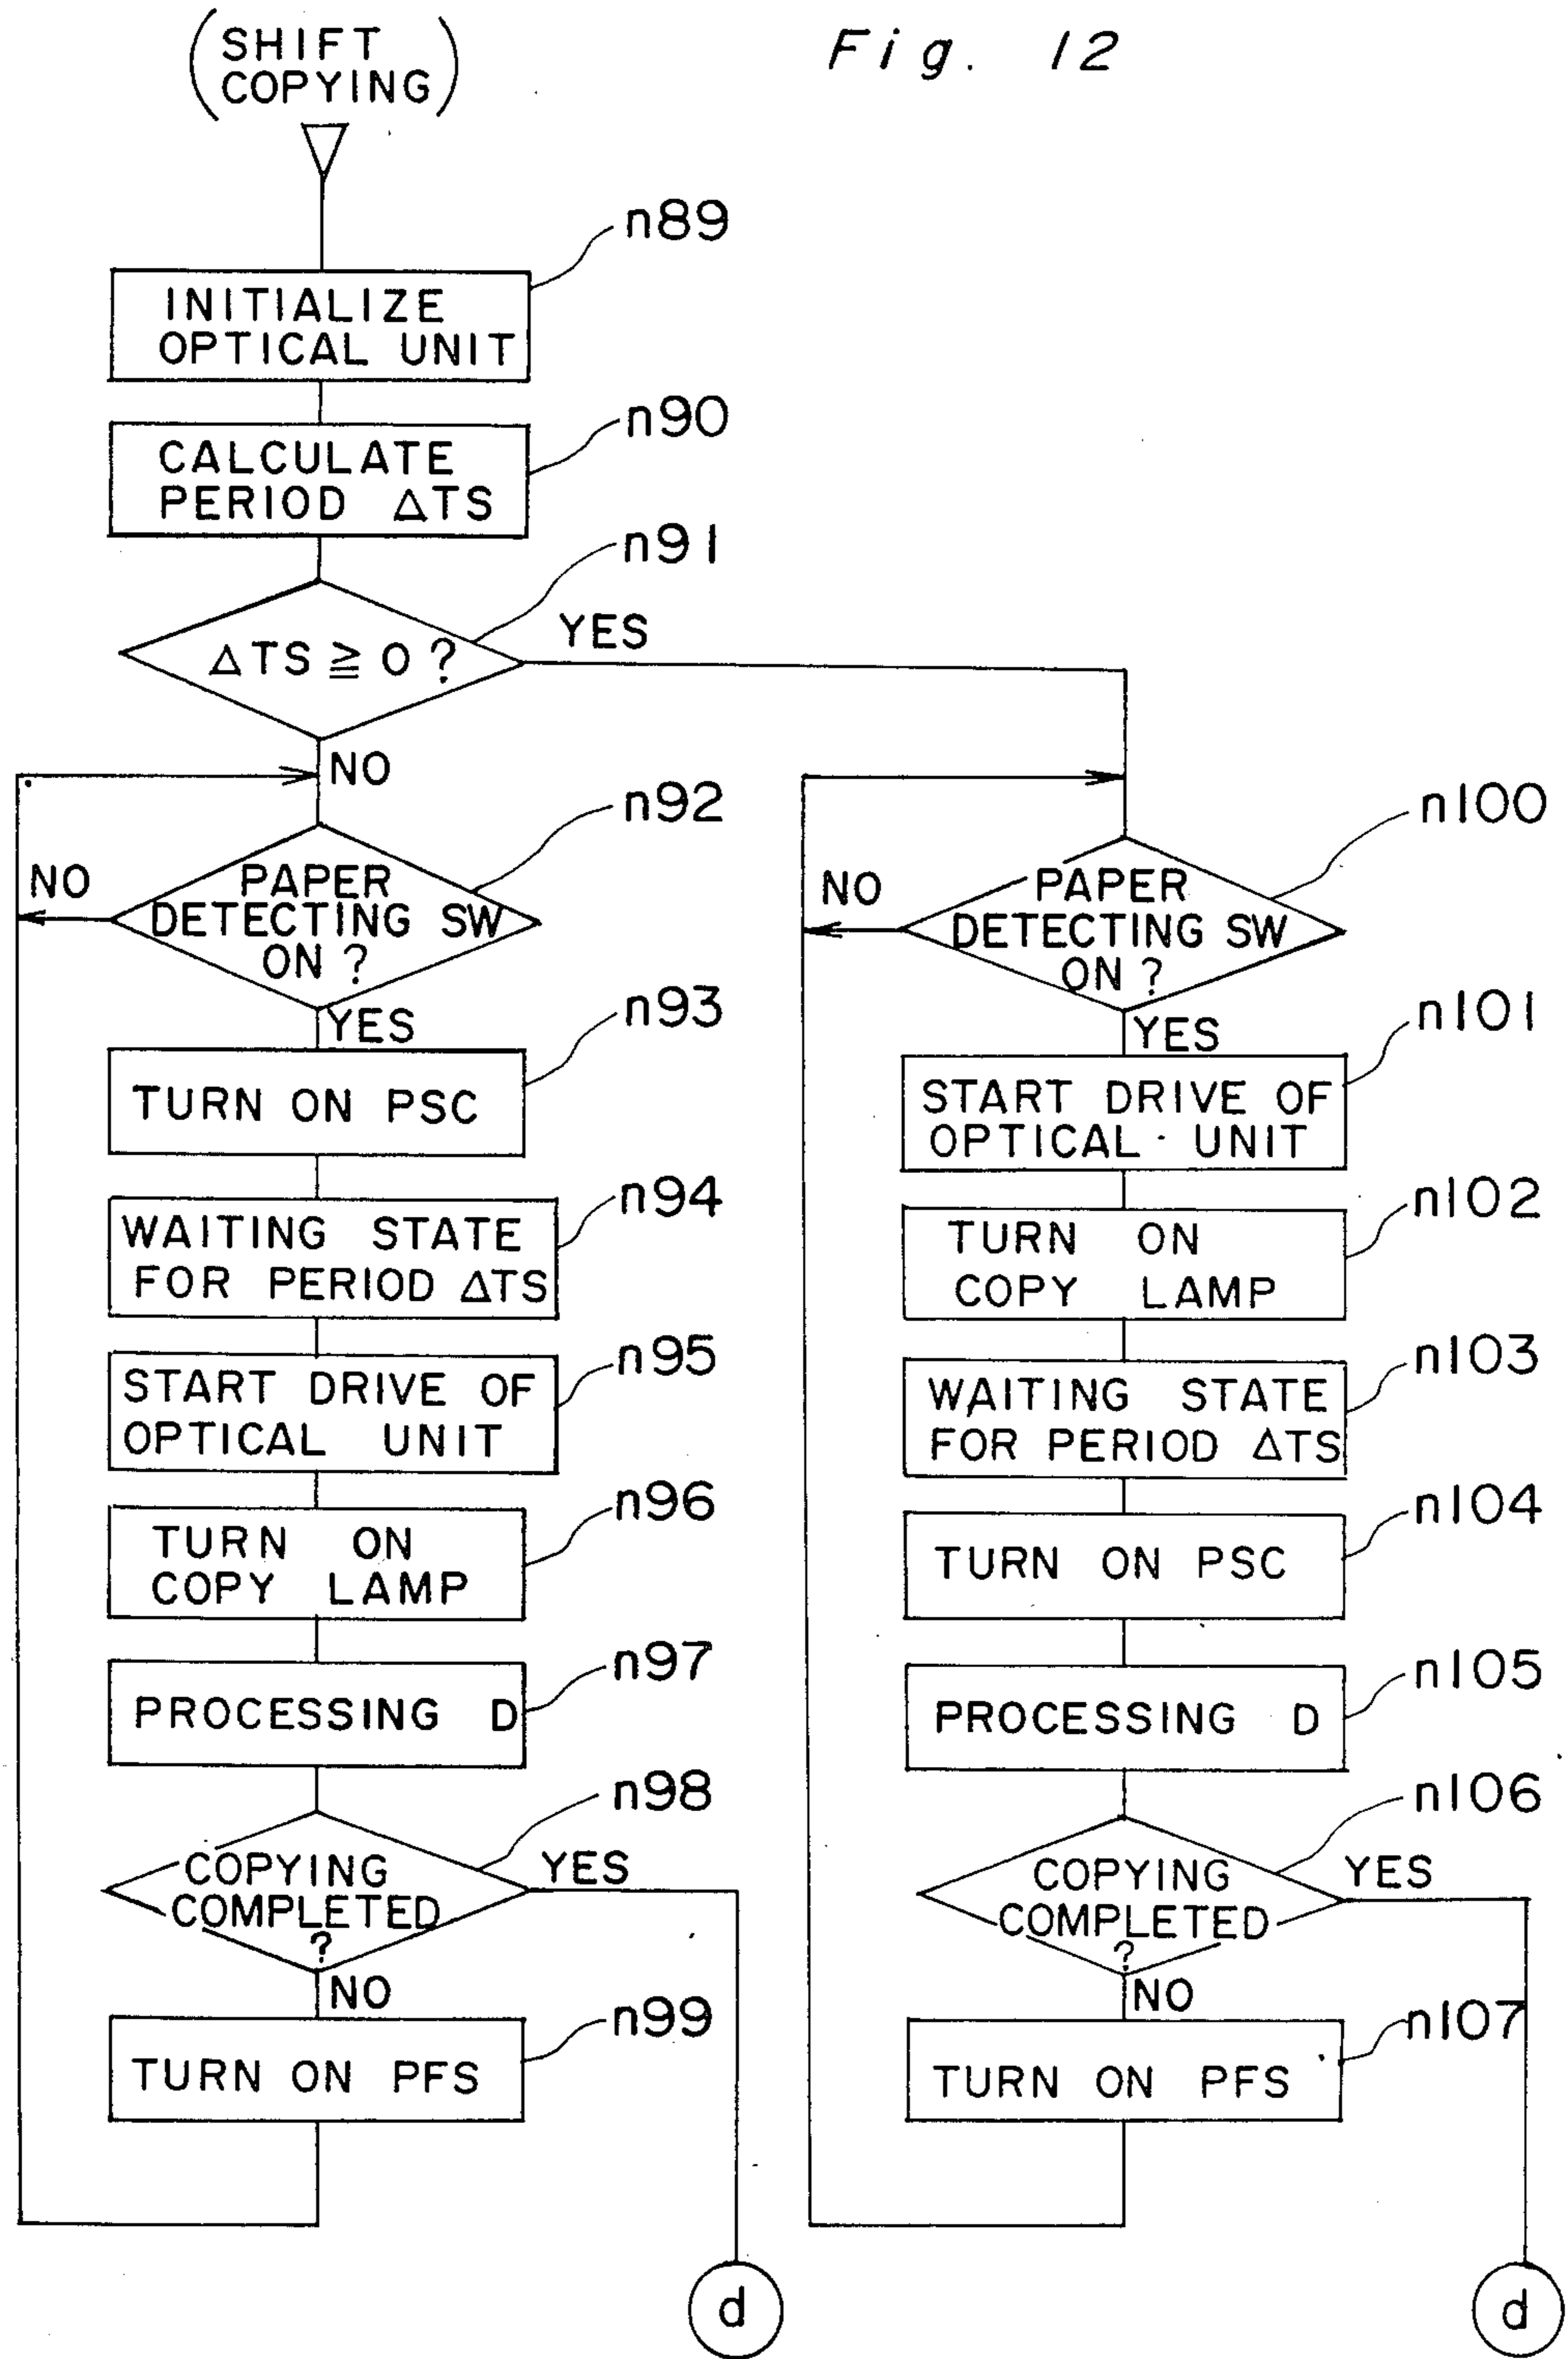 Fig. 12
(SHIFT
COPYING)
n89
INITIALIZE
OPTICAL UNIT
n90
CALCULATE
PERIOD ΔTS
n91
ΔTS ≧ 0 ?
YES
NO
n92
NO
PAPER
DETECTING SW
ON ?
YES
n93
TURN ON PSC
n94
WAITING STATE
FOR PERIOD ΔTS
n95
START DRIVE OF
OPTICAL UNIT
n96
TURN ON
COPY LAMP
n97
PROCESSING D
n98
COPYING
COMPLETED
?
YES
NO
n99
TURN ON PFS
d
n100
NO
PAPER
DETECTING SW
ON ?
YES
n101
START DRIVE OF
OPTICAL UNIT
n102
TURN ON
COPY LAMP
n103
WAITING STATE
FOR PERIOD ΔTS
n104
TURN ON PSC
n105
PROCESSING D
n106
COPYING
COMPLETED
?
YES
NO
n107
TURN ON PFS
d